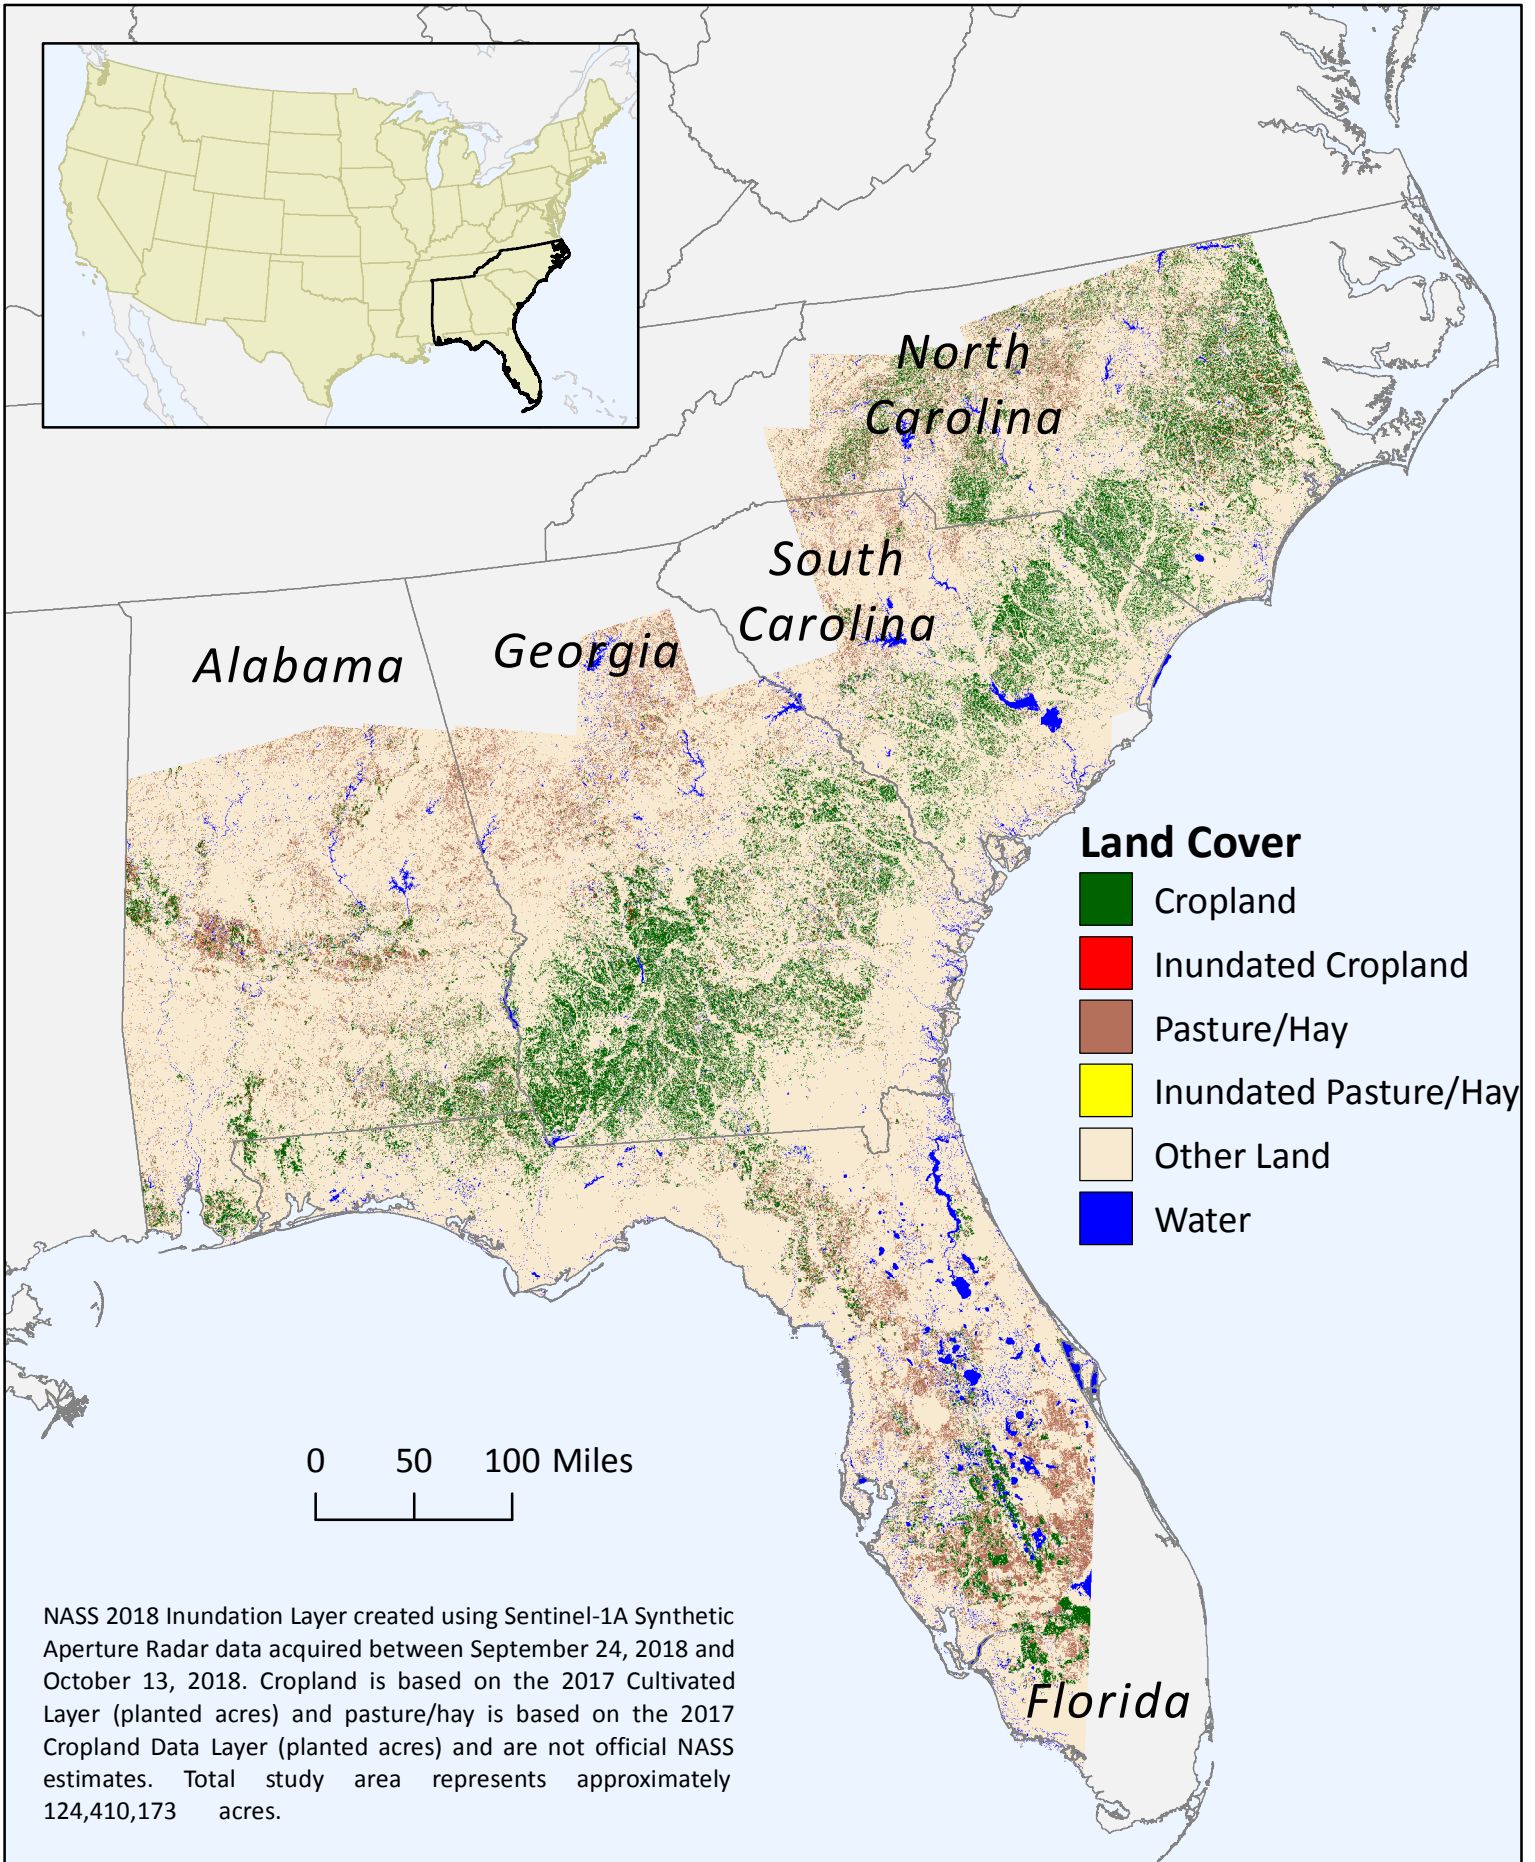 North
Carolina
South
Carolina
Georgia
Alabama
Land Cover
Cropland
Inundated Cropland
Pasture/Hay
Inundated Pasture/Hay
Other Land
Water
0 50 100 Miles
NASS 2018 Inundation Layer created using Sentinel-1A Synthetic
Aperture Radar data acquired between September 24, 2018 and
October 13, 2018. Cropland is based on the 2017 Cultivated
Layer (planted acres) and pasture/hay is based on the 2017
Cropland Data Layer (planted acres) and are not official NASS
estimates. Total study area represents approximately
124,410,173 acres.
Florida